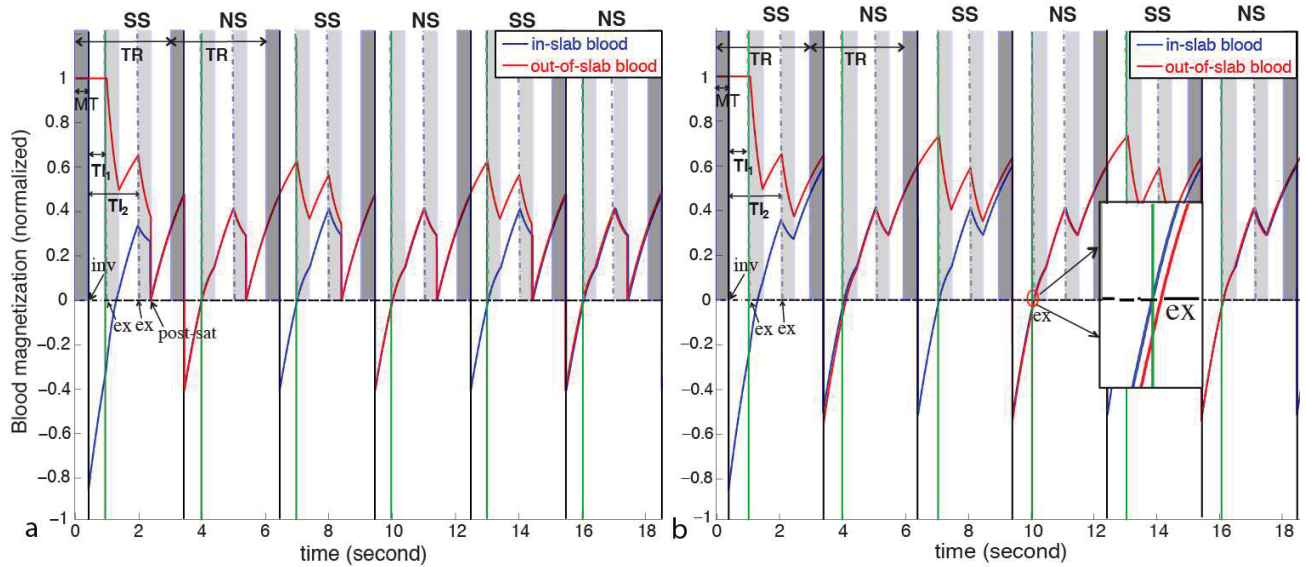 SS NS SS NS SS NS
in-slab blood
out-of-slab blood
TR TR
MT
TI1
TI2
inv
ex ex post-sat
1
0.8
0.6
0.4
0.2
0
−0.2
−0.4
−0.6
−0.8
−1
Blood magnetization (normalized)
0 2 4 6 8 10 12 14 16 18
time (second)
a
SS NS SS NS SS NS
in-slab blood
out-of-slab blood
TR TR
MT
TI1
TI2
inv
ex ex
ex
ex
1
0.8
0.6
0.4
0.2
0
−0.2
−0.4
−0.6
−0.8
−1
0 2 4 6 8 10 12 14 16 18
time (second)
b